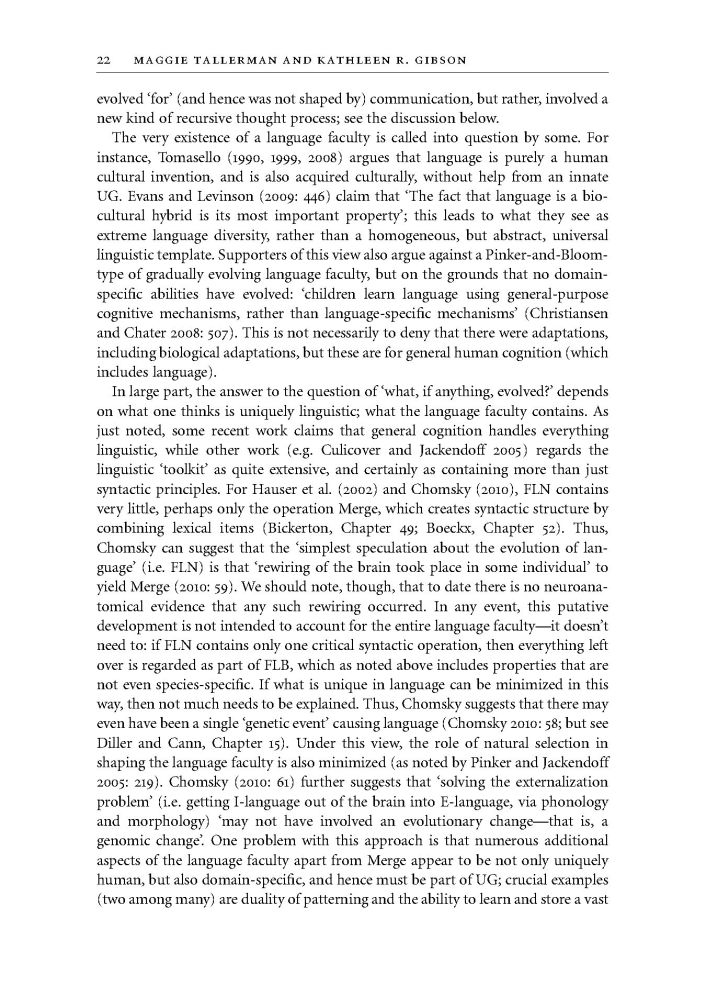 22 MAGGIE TALLERMAN AND KATHLEEN R. GIBSON
evolved ‘for’ (and hence was not shaped by) communication, but rather, involved a
new kind of recursive thought process; see the discussion below.
The very existence of a language faculty is called into question by some. For
instance, Tomasello (1990, 1999, 2008) argues that language is purely a human
cultural invention, and is also acquired culturally, without help from an innate
UG. Evans and Levinson (2009: 446) claim that ‘The fact that language is a bio-
cultural hybrid is its most important property’; this leads to what they see as
extreme language diversity, rather than a homogeneous, but abstract, universal
linguistic template. Supporters of this view also argue against a Pinker-and-Bloom-
type of gradually evolving language faculty, but on the grounds that no domain-
specific abilities have evolved: ‘children learn language using general-purpose
cognitive mechanisms, rather than language-specific mechanisms’ (Christiansen
and Chater 2008: 507). This is not necessarily to deny that there were adaptations,
including biological adaptations, but these are for general human cognition (which
includes language).
In large part, the answer to the question of ‘what, if anything, evolved?’ depends
on what one thinks is uniquely linguistic; what the language faculty contains. As
just noted, some recent work claims that general cognition handles everything
linguistic, while other work (e.g. Culicover and Jackendoff 2005) regards the
linguistic ‘toolkit’ as quite extensive, and certainly as containing more than just
syntactic principles. For Hauser et al. (2002) and Chomsky (2010), FLN contains
very little, perhaps only the operation Merge, which creates syntactic structure by
combining lexical items (Bickerton, Chapter 49; Boeckx, Chapter 52). Thus,
Chomsky can suggest that the ‘simplest speculation about the evolution of lan-
guage’ (i.e. FLN) is that ‘rewiring of the brain took place in some individual’ to
yield Merge (2010: 59). We should note, though, that to date there is no neuroana-
tomical evidence that any such rewiring occurred. In any event, this putative
development is not intended to account for the entire language faculty—it doesn’t
need to: if FLN contains only one critical syntactic operation, then everything left
over is regarded as part of FLB, which as noted above includes properties that are
not even species-specific. If what is unique in language can be minimized in this
way, then not much needs to be explained. Thus, Chomsky suggests that there may
even have been a single ‘genetic event’ causing language (Chomsky 2010: 58; but see
Diller and Cann, Chapter 15). Under this view, the role of natural selection in
shaping the language faculty is also minimized (as noted by Pinker and Jackendoff
2005: 219). Chomsky (2010: 61) further suggests that ‘solving the externalization
problem’ (i.e. getting I-language out of the brain into E-language, via phonology
and morphology) ‘may not have involved an evolutionary change—that is, a
genomic change’. One problem with this approach is that numerous additional
aspects of the language faculty apart from Merge appear to be not only uniquely
human, but also domain-specific, and hence must be part of UG; crucial examples
(two among many) are duality of patterning and the ability to learn and store a vast